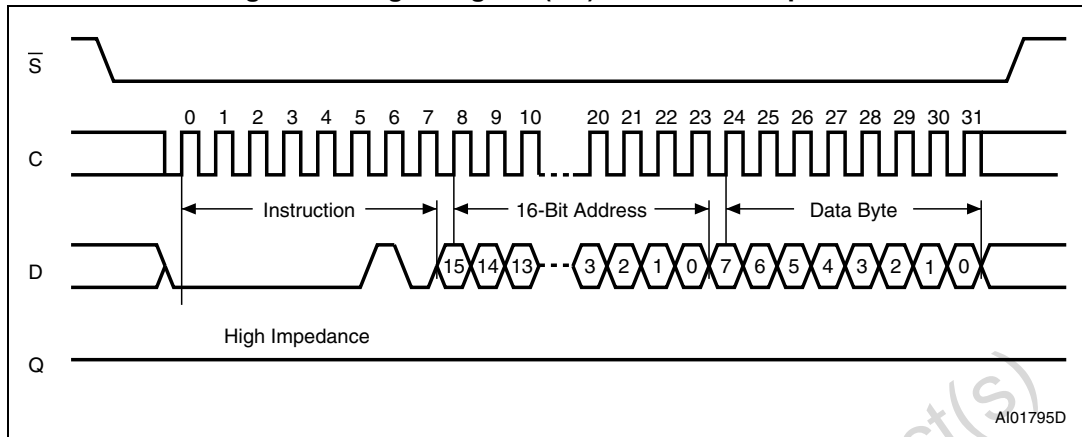 S
0 1 2 3 4 5 6 7 8 9 10 20 21 22 23 24 25 26 27 28 29 30 31
C
Instruction 16-Bit Address Data Byte
D 15 14 13 3 2 1 0 7 6 5 4 3 2 1 0
High Impedance
Q
AI01795D